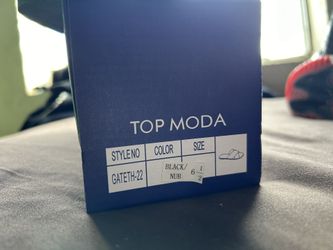 TOP MODA
STYLE NO COLOR SIZE
GATETH-22 BLACK/ NUB 6 1/2